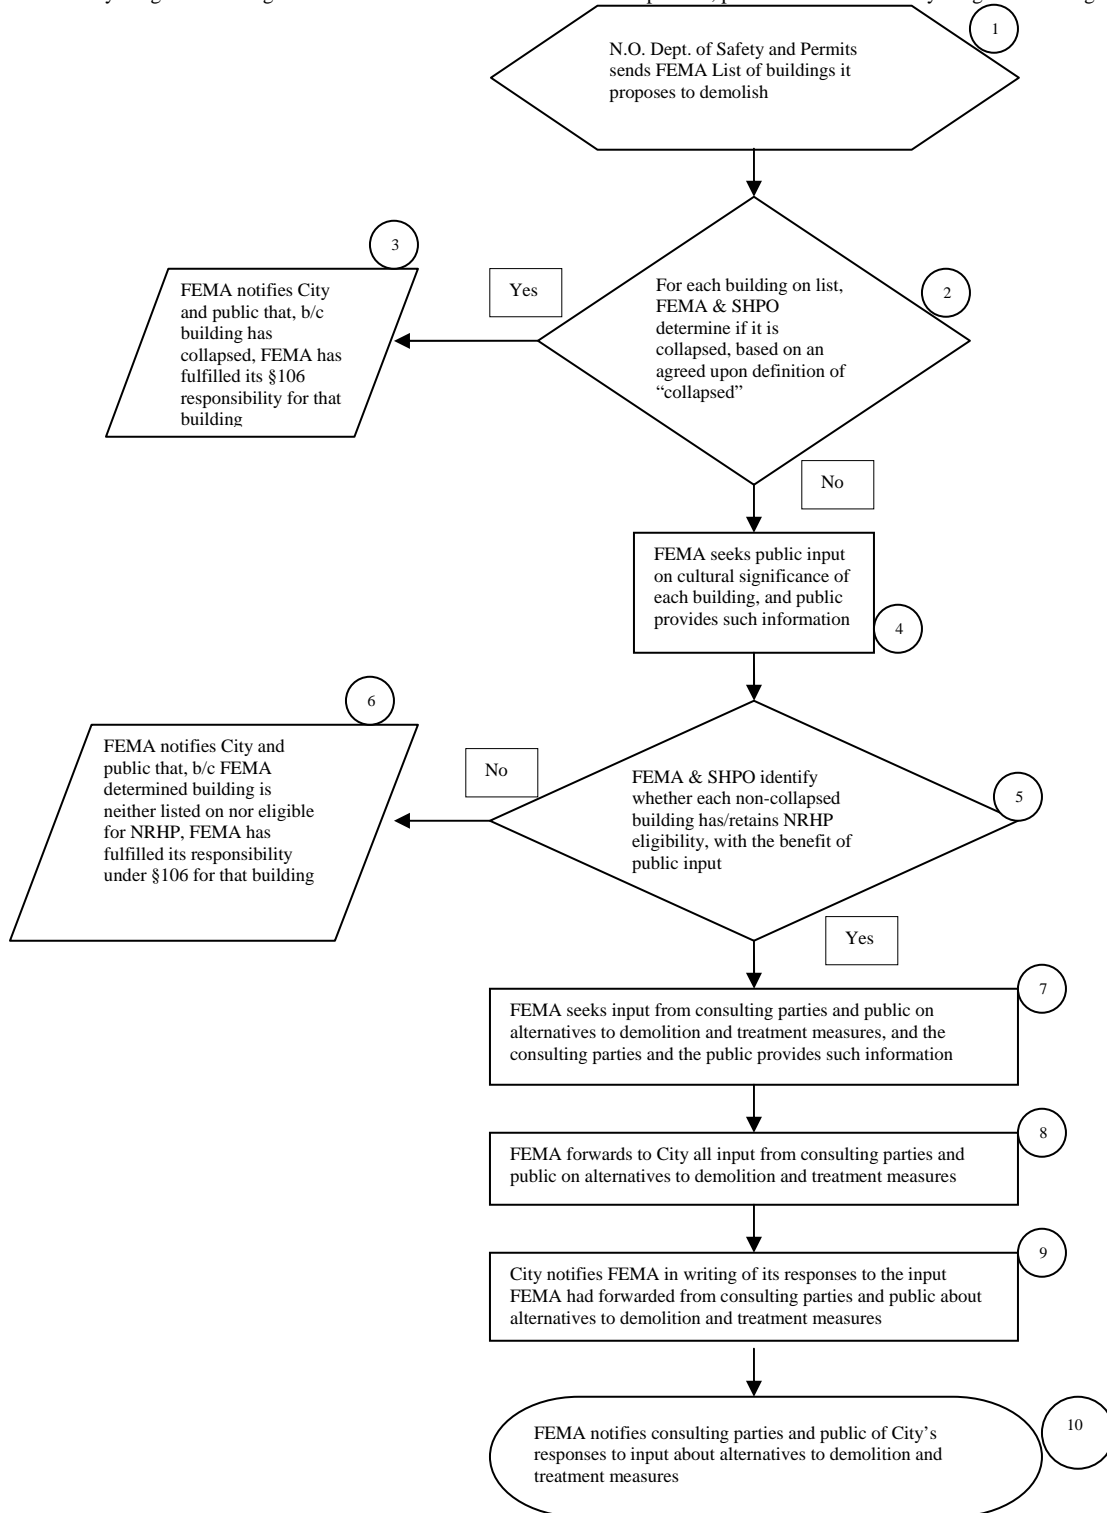 1
N.O. Dept. of Safety and Permits
sends FEMA List of buildings it
proposes to demolish
2
For each building on list,
FEMA & SHPO
determine if it is
collapsed, based on an
agreed upon definition of
“collapsed”
Yes
3
FEMA notifies City
and public that, b/c
building has
collapsed, FEMA has
fulfilled its §106
responsibility for that
building
No
FEMA seeks public input
on cultural significance of
each building, and public
provides such information
4
5
FEMA & SHPO identify
whether each non-collapsed
building has/retains NRHP
eligibility, with the benefit of
public input
No
6
FEMA notifies City and
public that, b/c FEMA
determined building is
neither listed on nor eligible
for NRHP, FEMA has
fulfilled its responsibility
under §106 for that building
Yes
7
FEMA seeks input from consulting parties and public on
alternatives to demolition and treatment measures, and the
consulting parties and the public provides such information
8
FEMA forwards to City all input from consulting parties and
public on alternatives to demolition and treatment measures
9
City notifies FEMA in writing of its responses to the input
FEMA had forwarded from consulting parties and public about
alternatives to demolition and treatment measures
10
FEMA notifies consulting parties and public of City’s
responses to input about alternatives to demolition and
treatment measures